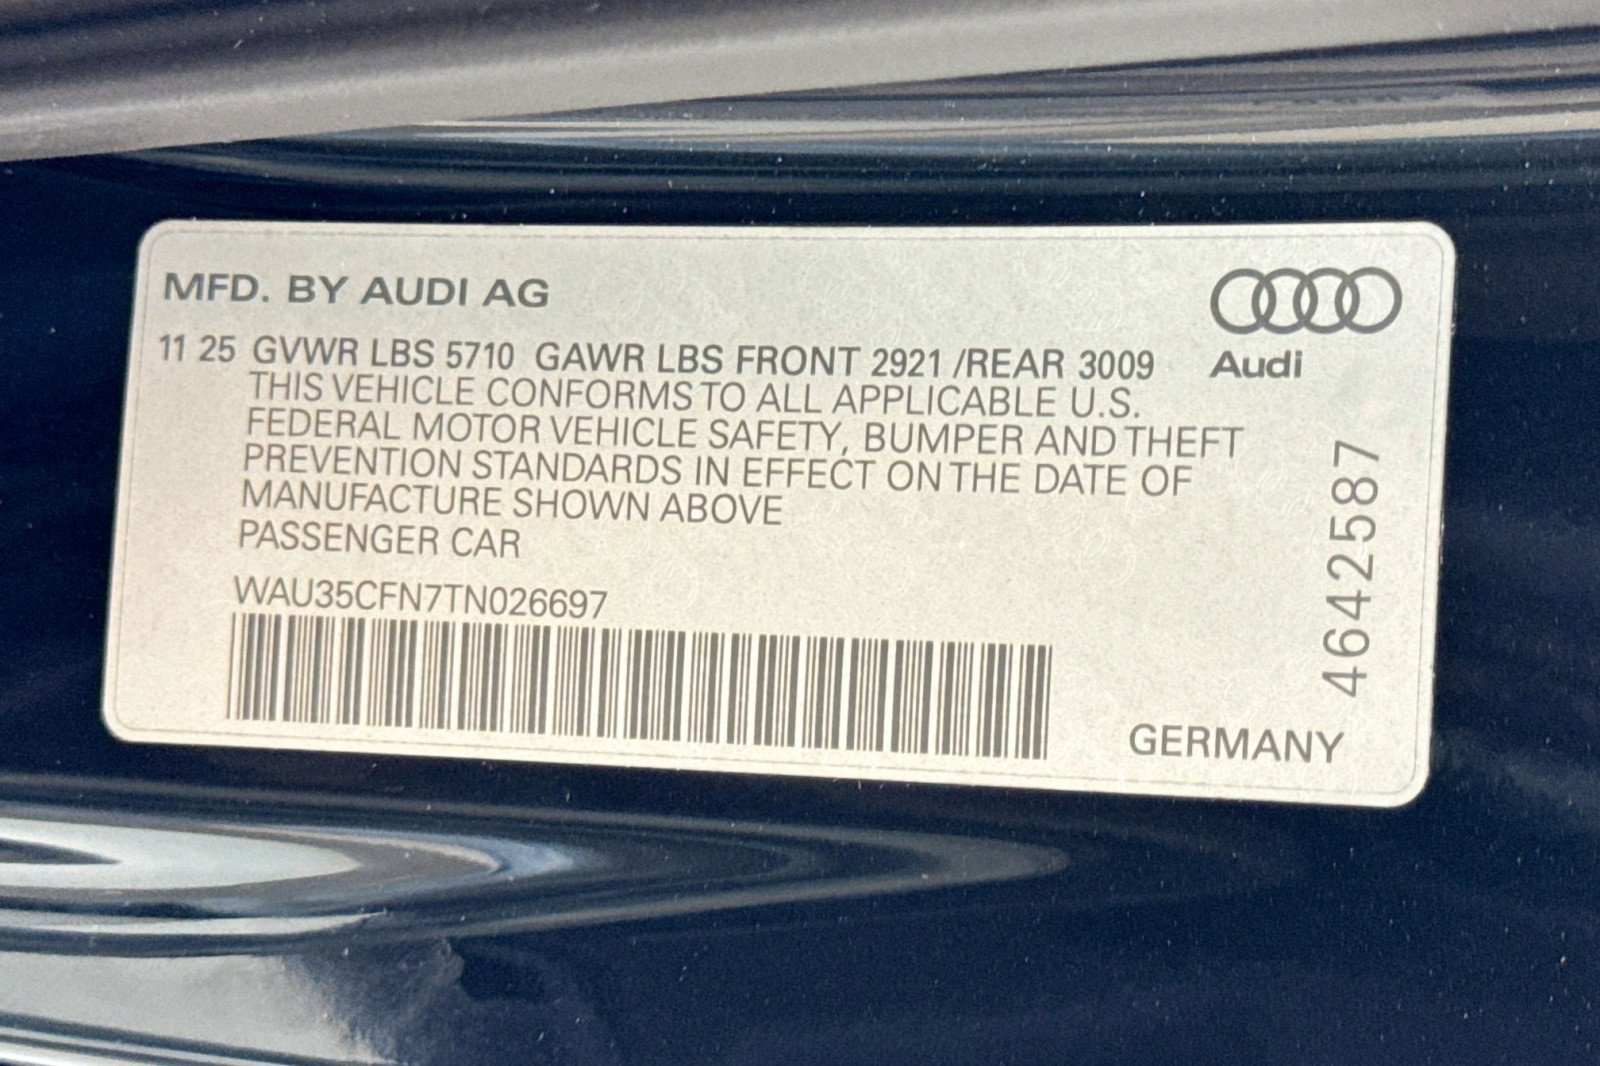 MFD. BY AUDI AG
11 25 GVWR LBS 5710 GAWR LBS FRONT 2921 /REAR 3009
Audi
THIS VEHICLE CONFORMS TO ALL APPLICABLE U.S.
FEDERAL MOTOR VEHICLE SAFETY, BUMPER AND THEFT
PREVENTION STANDARDS IN EFFECT ON THE DATE OF
MANUFACTURE SHOWN ABOVE
PASSENGER CAR
WAU35CFN7TN026697
4642587
GERMANY